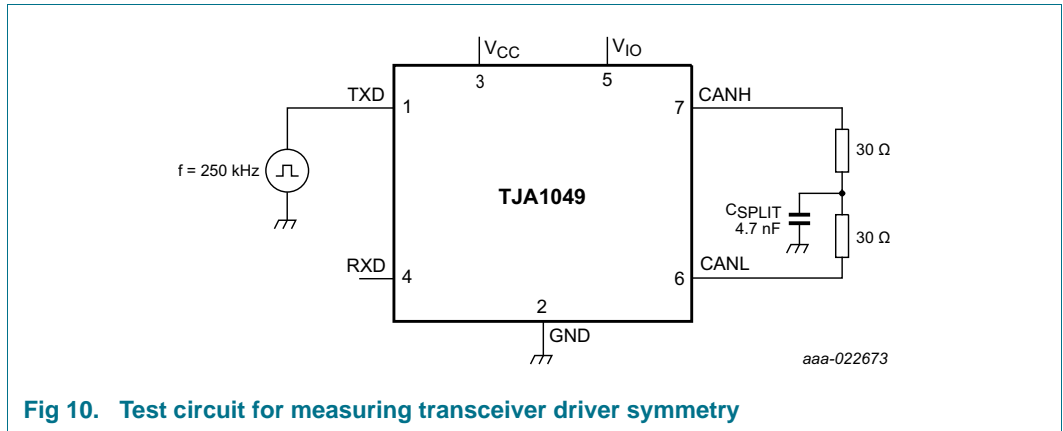 VCC
VIO
3
5
TXD
1
7
CANH
30 Ω
f = 250 kHz
TJA1049
CSPLIT
4.7 nF
30 Ω
RXD
4
6
CANL
2
GND
aaa-022673
Fig 10. Test circuit for measuring transceiver driver symmetry